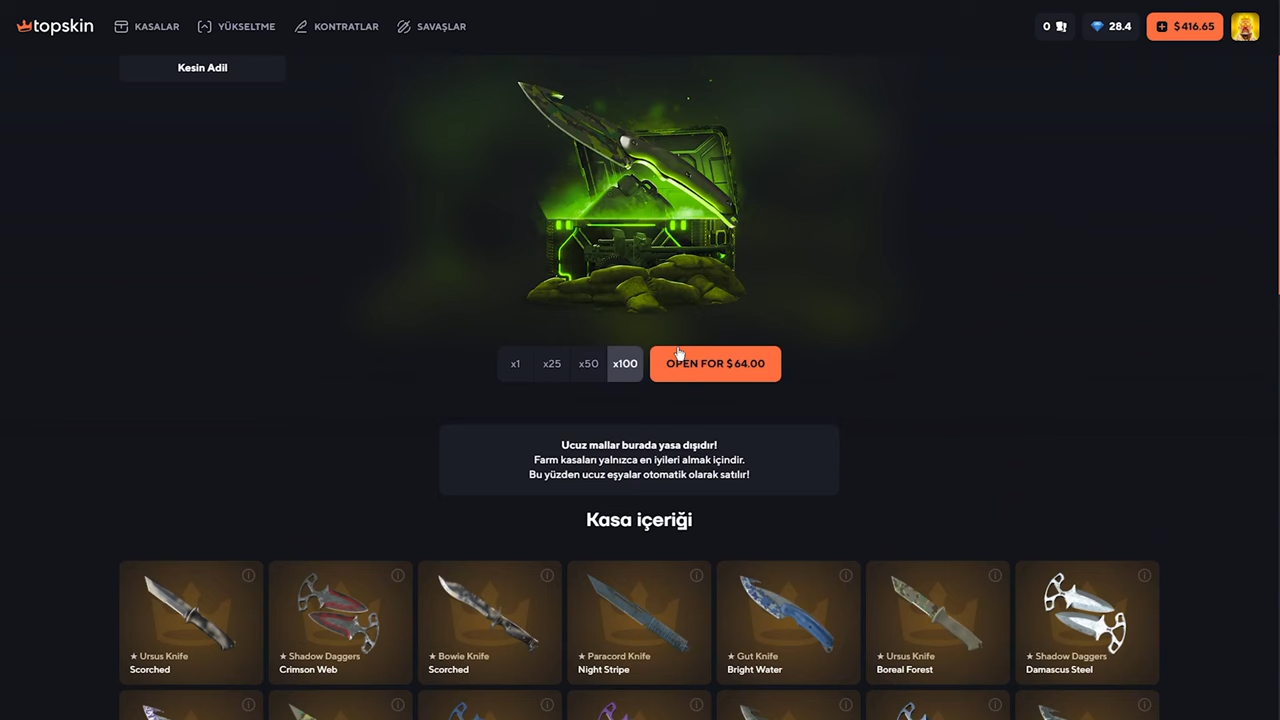 topskin
KASALAR
YÜKSELTME
KONTRATLAR
SAVAŞLAR
0
28.4
$416.65
Kesin Adil
x1
x25
x50
x100
OPEN FOR $64.00
Ucuz mallar burada yasa dışıdır!
Farm kasaları yalnızca en iyileri almak içindir.
Bu yüzden ucuz eşyalar otomatik olarak satılır!
Kasa içeriği
★ Ursus Knife
Scorched
★ Shadow Daggers
Crimson Web
★ Bowie Knife
Scorched
★ Paracord Knife
Night Stripe
★ Gut Knife
Bright Water
★ Ursus Knife
Boreal Forest
★ Shadow Daggers
Damascus Steel